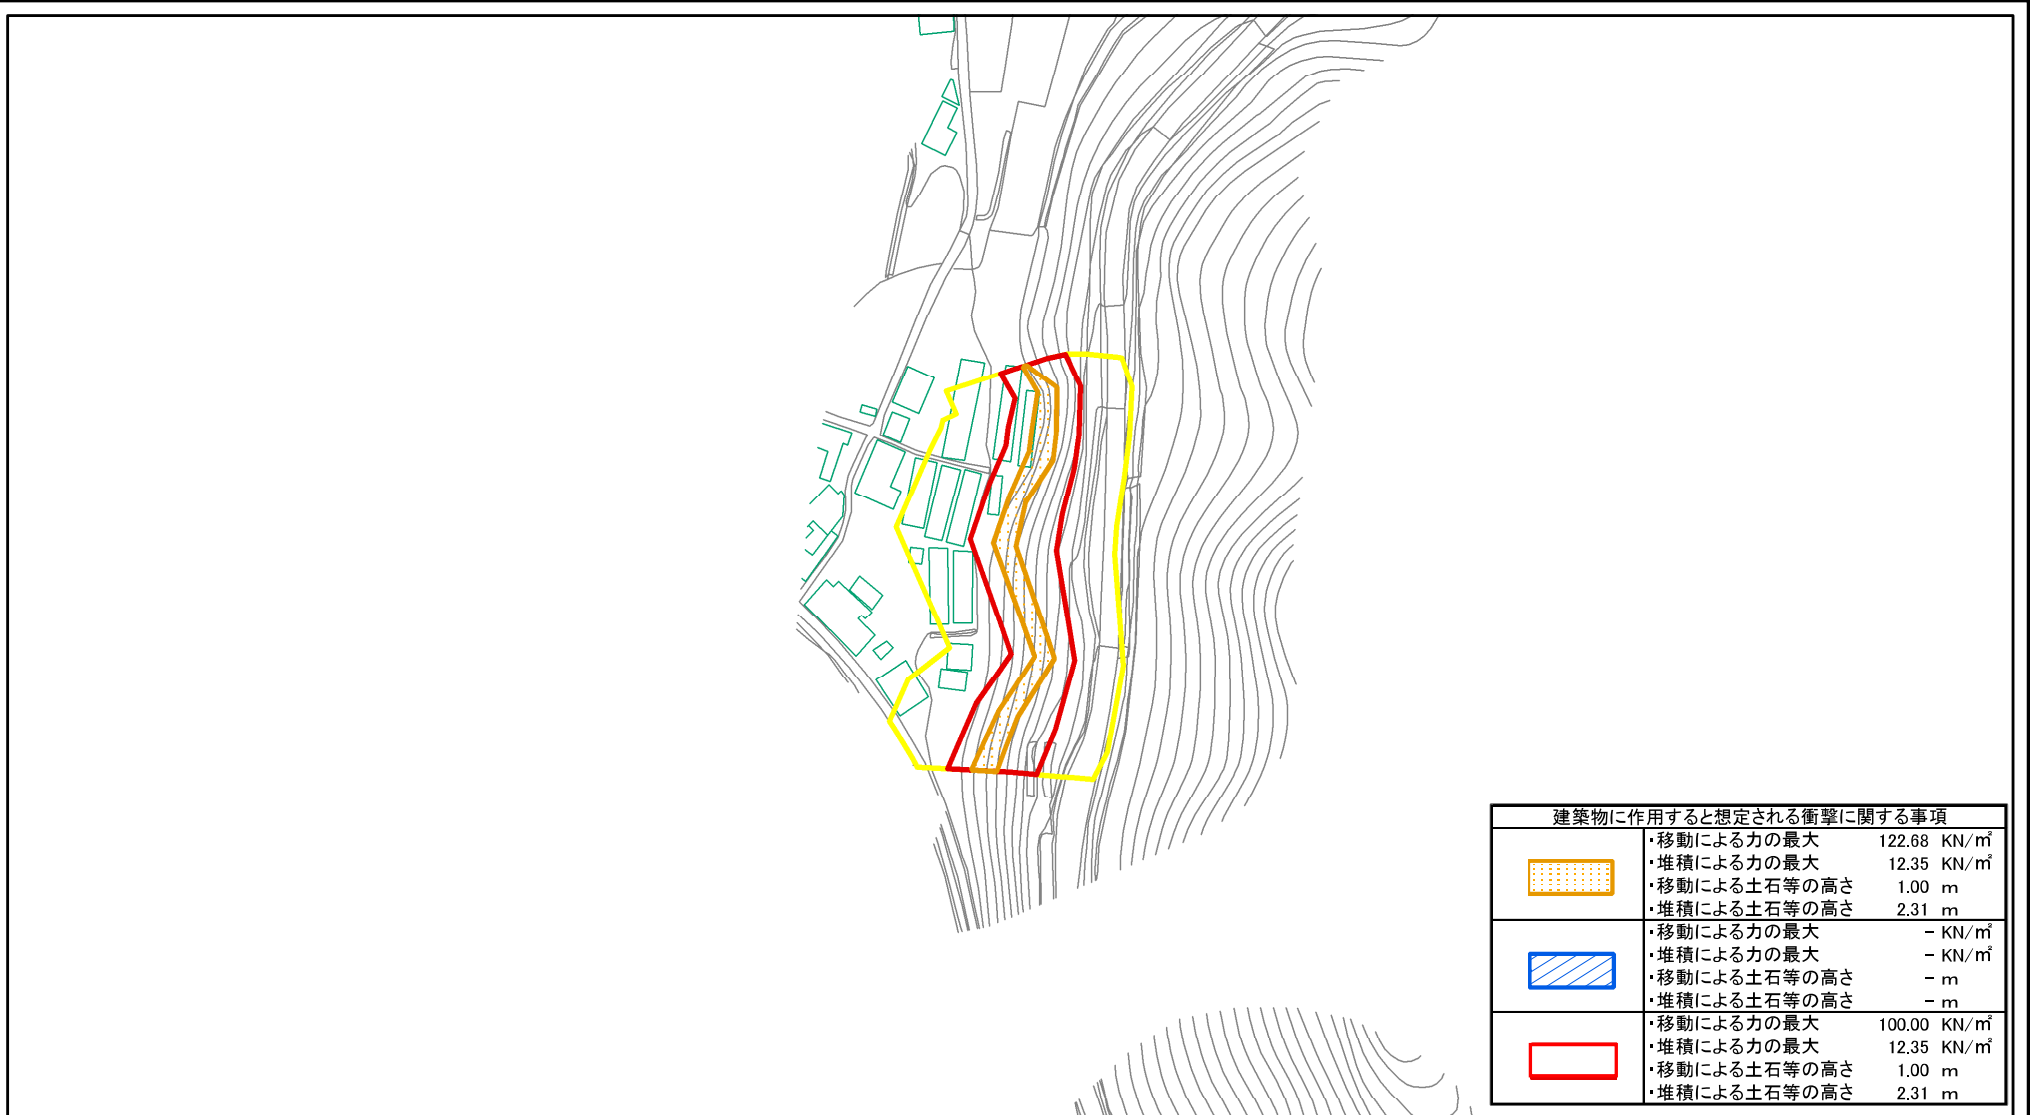 建築物に作用すると想定される衝撃に関する事項
・移動による力の最大 122.68 KN/㎡
・堆積による力の最大 12.35 KN/㎡
・移動による土石等の高さ 1.00 m
・堆積による土石等の高さ 2.31 m
・移動による力の最大 - KN/㎡
・堆積による力の最大 - KN/㎡
・移動による土石等の高さ - m
・堆積による土石等の高さ - m
・移動による力の最大 100.00 KN/㎡
・堆積による力の最大 12.35 KN/㎡
・移動による土石等の高さ 1.00 m
・堆積による土石等の高さ 2.31 m